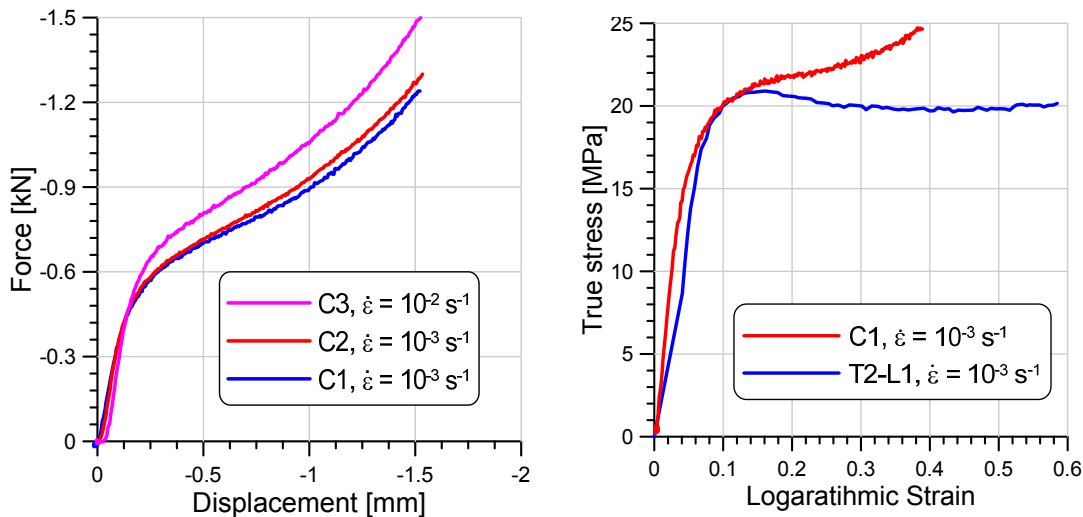 -1.5
-1.2
-0.9
-0.6
-0.3
0
Force [kN]
C3, ε̇ = 10⁻² s⁻¹
C2, ε̇ = 10⁻³ s⁻¹
C1, ε̇ = 10⁻³ s⁻¹
0 -0.5 -1 -1.5 -2
Displacement [mm]
25
20
15
10
5
0
True stress [MPa]
C1, ε̇ = 10⁻³ s⁻¹
T2-L1, ε̇ = 10⁻³ s⁻¹
0 0.1 0.2 0.3 0.4 0.5 0.6
Logaratihmic Strain